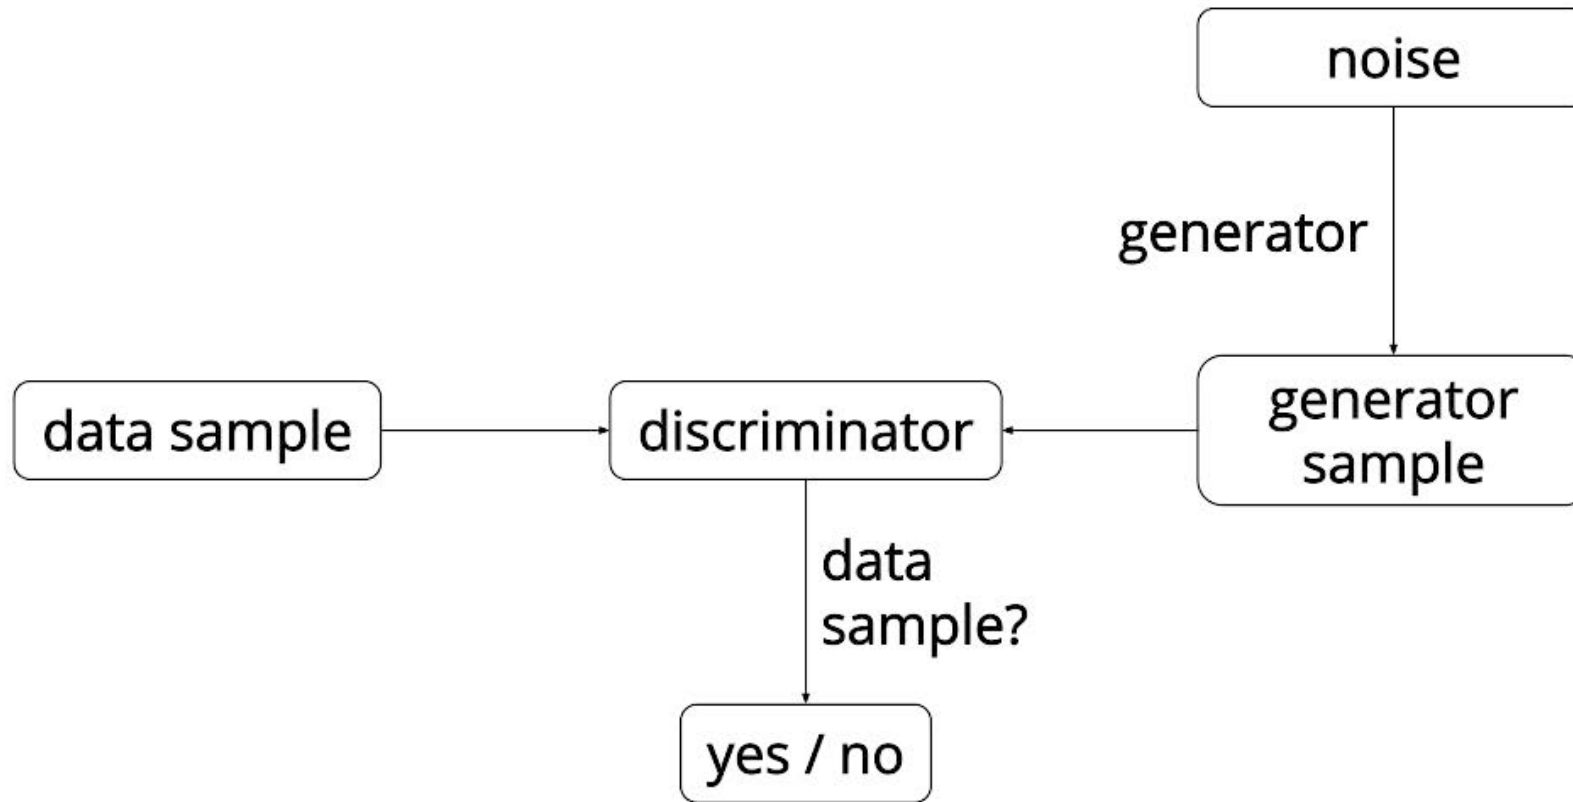 noise
generator
data sample
discriminator
generator
sample
data
sample?
yes / no